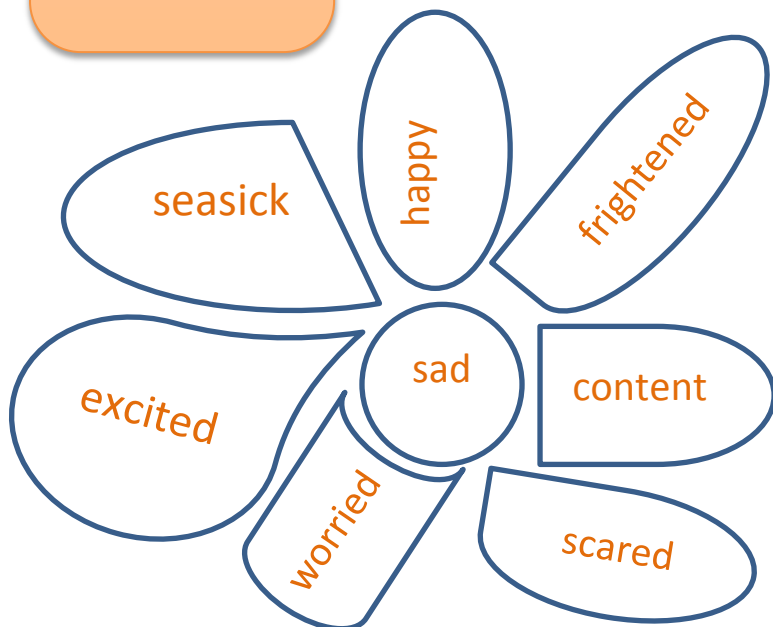 happy
frightened
seasick
sad
content
excited
worried
scared